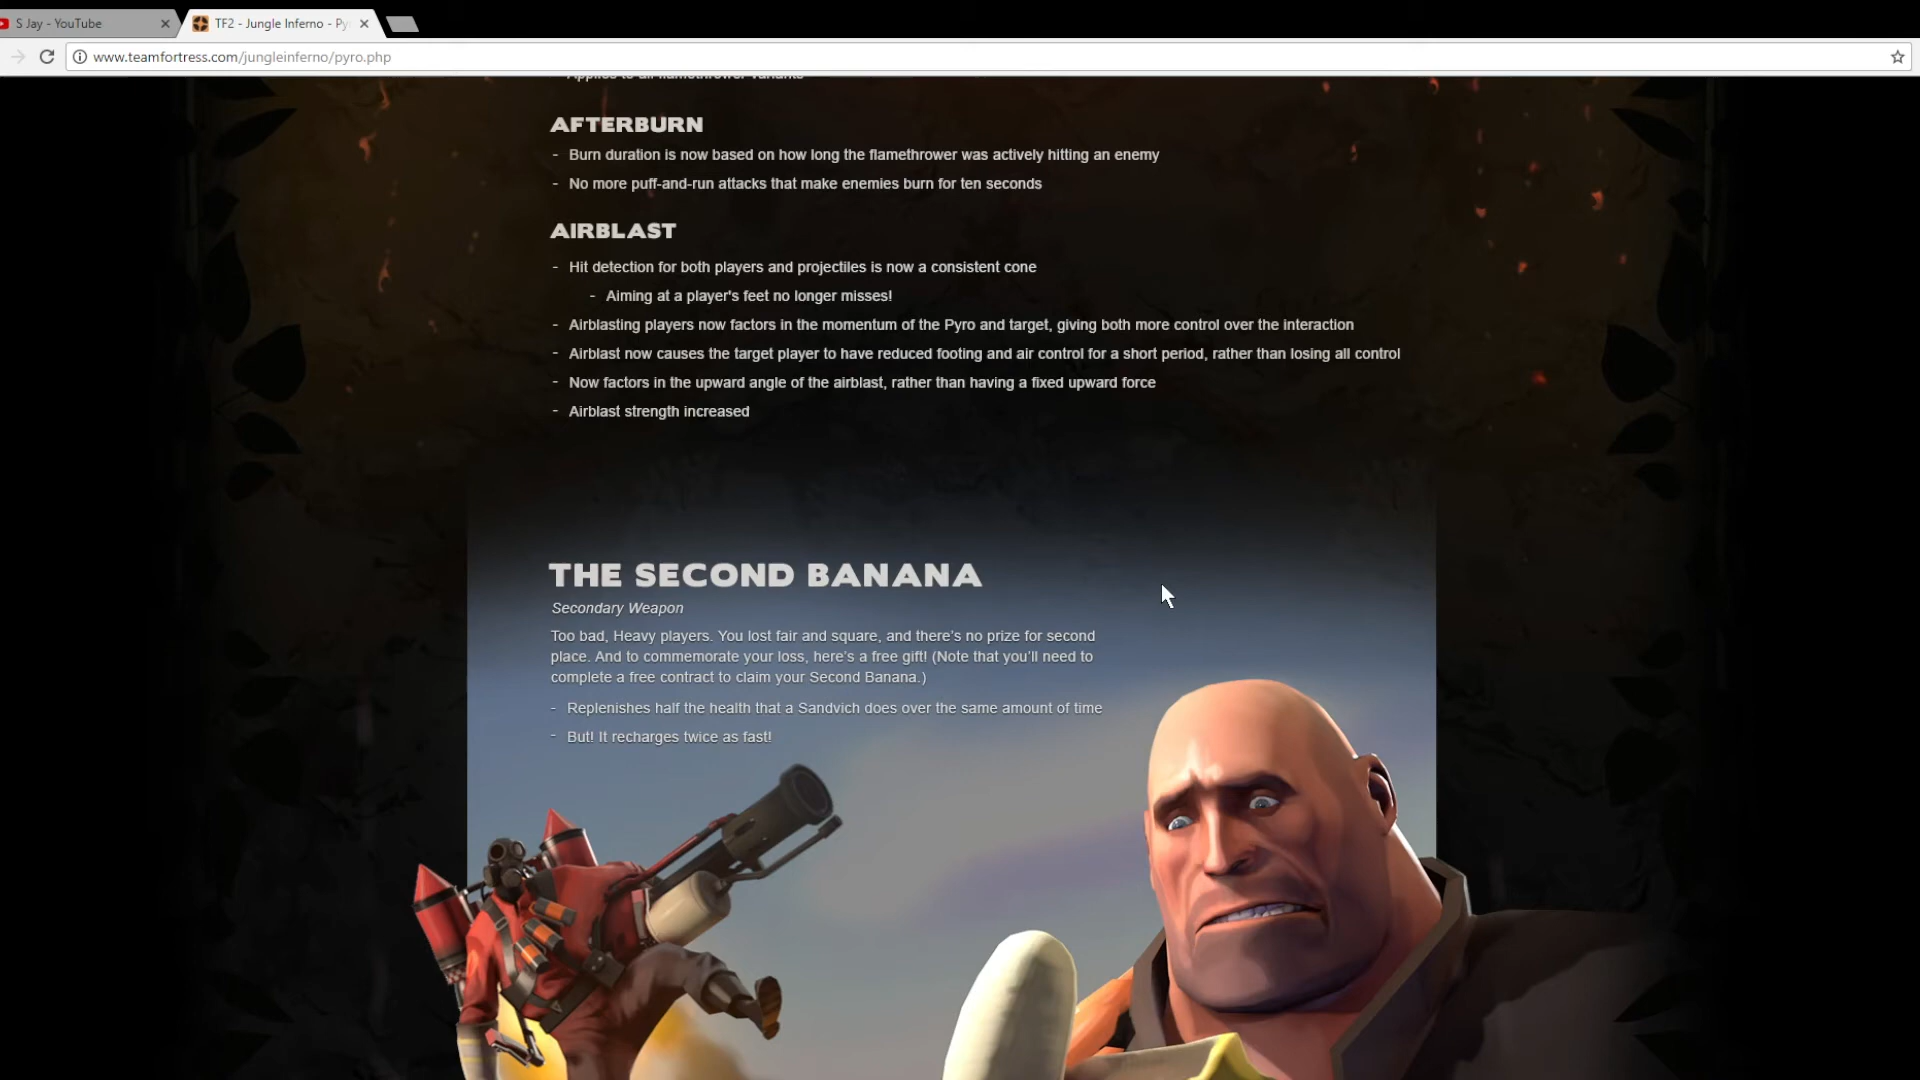 S Jay - YouTube
TF2 - Jungle Inferno - Py
www.teamfortress.com/jungleinferno/pyro.php
- Applies to all flamethrower variants
AFTERBURN
- Burn duration is now based on how long the flamethrower was actively hitting an enemy
- No more puff-and-run attacks that make enemies burn for ten seconds
AIRBLAST
- Hit detection for both players and projectiles is now a consistent cone
- Aiming at a player's feet no longer misses!
- Airblasting players now factors in the momentum of the Pyro and target, giving both more control over the interaction
- Airblast now causes the target player to have reduced footing and air control for a short period, rather than losing all control
- Now factors in the upward angle of the airblast, rather than having a fixed upward force
- Airblast strength increased
THE SECOND BANANA
Secondary Weapon
Too bad, Heavy players. You lost fair and square, and there's no prize for second
place. And to commemorate your loss, here's a free gift! (Note that you'll need to
complete a free contract to claim your Second Banana.)
- Replenishes half the health that a Sandvich does over the same amount of time
- But! It recharges twice as fast!